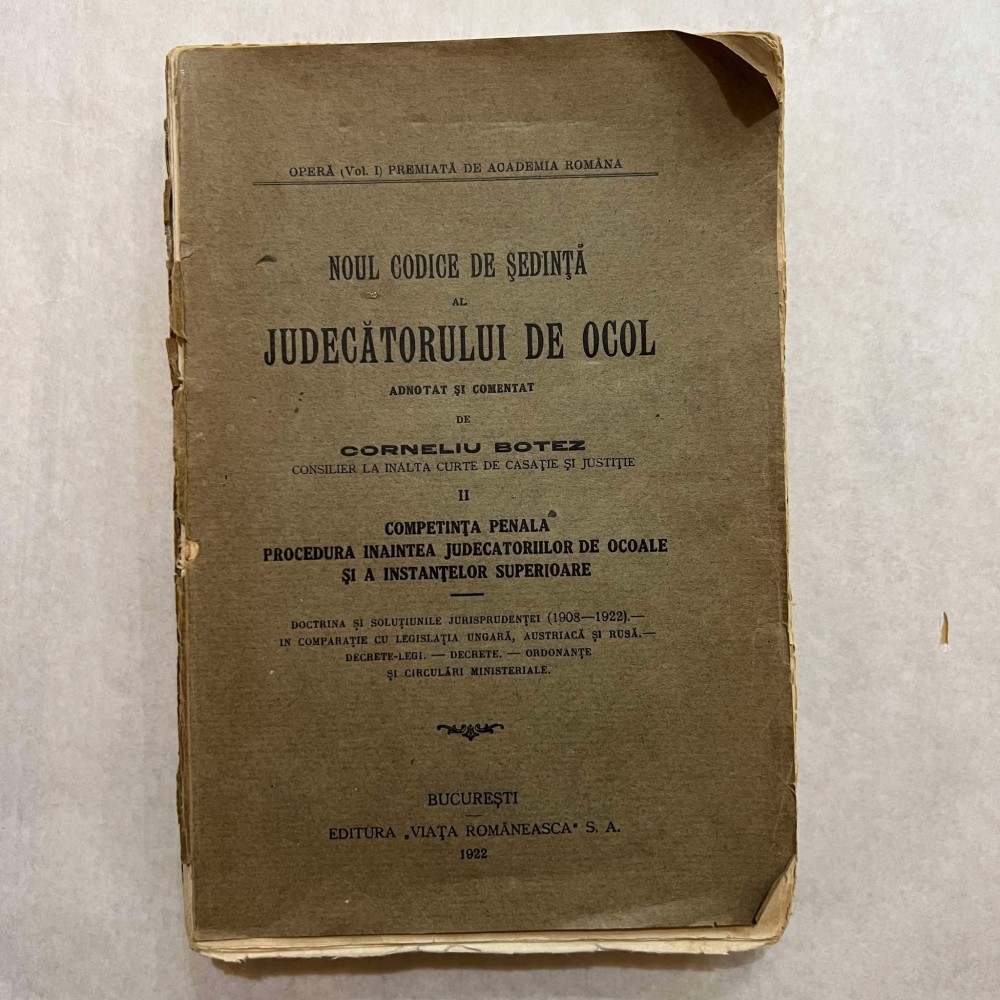 OPERĂ (Vol. I) PREMIATĂ DE ACADEMIA ROMÂNA
NOUL CODICE DE ŞEDINŢĂ
AL
JUDECĂTORULUI DE OCOL
ADNOTAT ŞI COMENTAT
DE
CORNELIU BOTEZ
CONSILIER LA INALTA CURTE DE CASAŢIE ŞI JUSTIŢIE
II
COMPETINŢA PENALA
PROCEDURA INAINTEA JUDECATORIILOR DE OCOALE
ŞI A INSTANŢELOR SUPERIOARE
DOCTRINA ŞI SOLUŢIUNILE JURISPRUDENŢEI (1908—1922).—
IN COMPARAŢIE CU LEGISLAŢIA UNGARĂ, AUSTRIACĂ ŞI RUSĂ.—
DECRETE-LEGI. — DECRETE. — ORDONANŢE
ŞI CIRCULĂRI MINISTERIALE.
BUCUREŞTI
EDITURA „VIAŢA ROMÂNEASCA" S. A.
1922